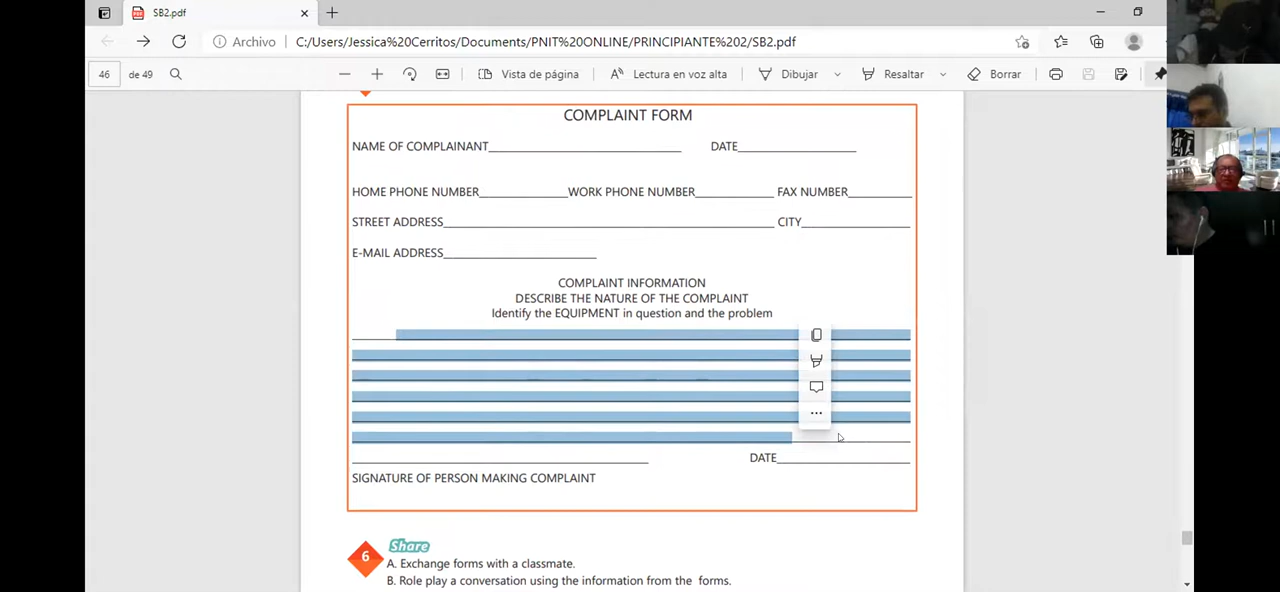 SB2.pdf
Archivo C:/Users/Jessica%20Cerritos/Documents/PNIT%20ONLINE/PRINCIPIANTE%202/SB2.pdf
46 de 49 Vista de página Lectura en voz alta Dibujar Resaltar Borrar
COMPLAINT FORM
NAME OF COMPLAINANT DATE
HOME PHONE NUMBER WORK PHONE NUMBER FAX NUMBER
STREET ADDRESS CITY
E-MAIL ADDRESS
COMPLAINT INFORMATION
DESCRIBE THE NATURE OF THE COMPLAINT
Identify the EQUIPMENT in question and the problem
DATE
SIGNATURE OF PERSON MAKING COMPLAINT
6 Share
A. Exchange forms with a classmate.
B. Role play a conversation using the information from the forms.